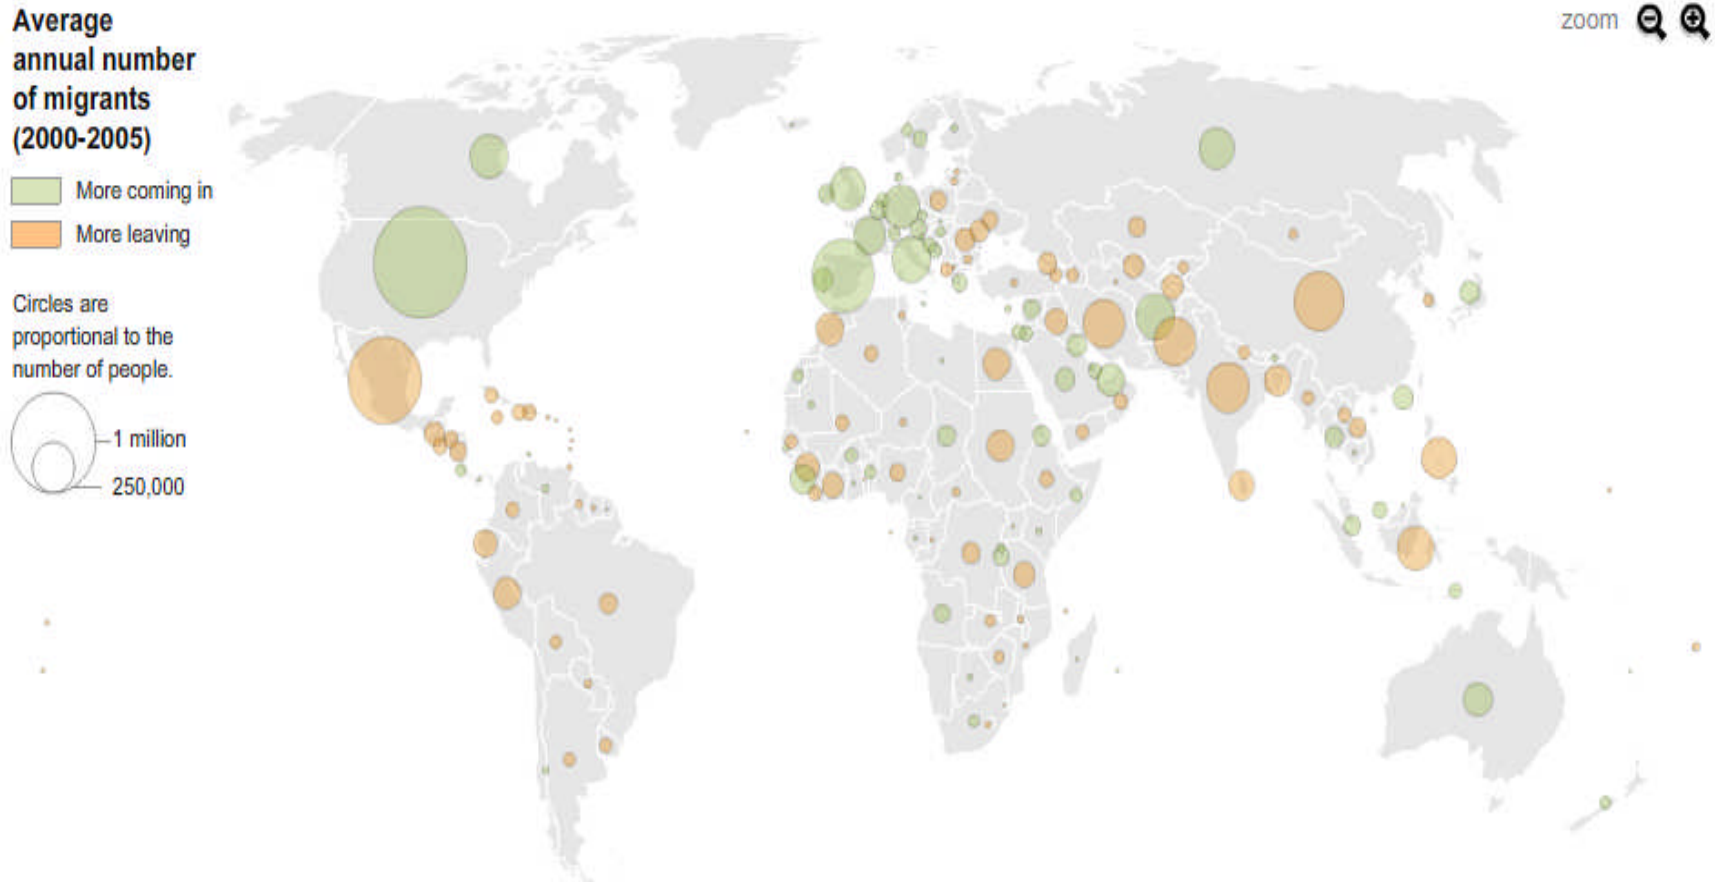 Average
annual number
of migrants
(2000-2005)
More coming in
More leaving
Circles are
proportional to the
number of people.
1 million
250,000
zoom